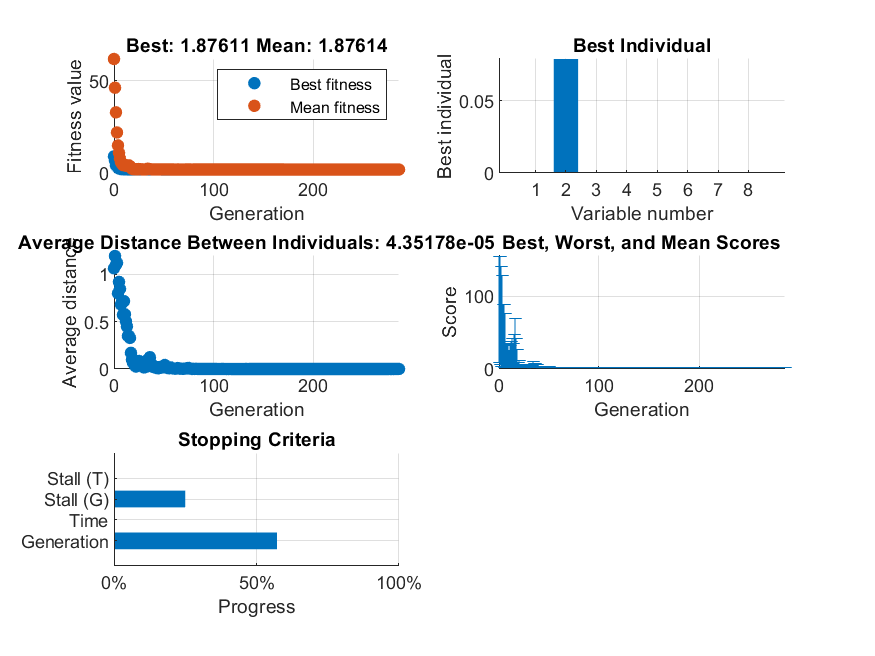 Best: 1.87611 Mean: 1.87614
Fitness value
50
0
Best fitness
Mean fitness
0 100 200
Generation
Best Individual
Best individual
0.05
0
1 2 3 4 5 6 7 8
Variable number
Average Distance Between Individuals: 4.35178e-05
Average distance
1
0.5
0
0 100 200
Generation
Best, Worst, and Mean Scores
Score
100
0
0 100 200
Generation
Stopping Criteria
Stall (T)
Stall (G)
Time
Generation
0% 50% 100%
Progress